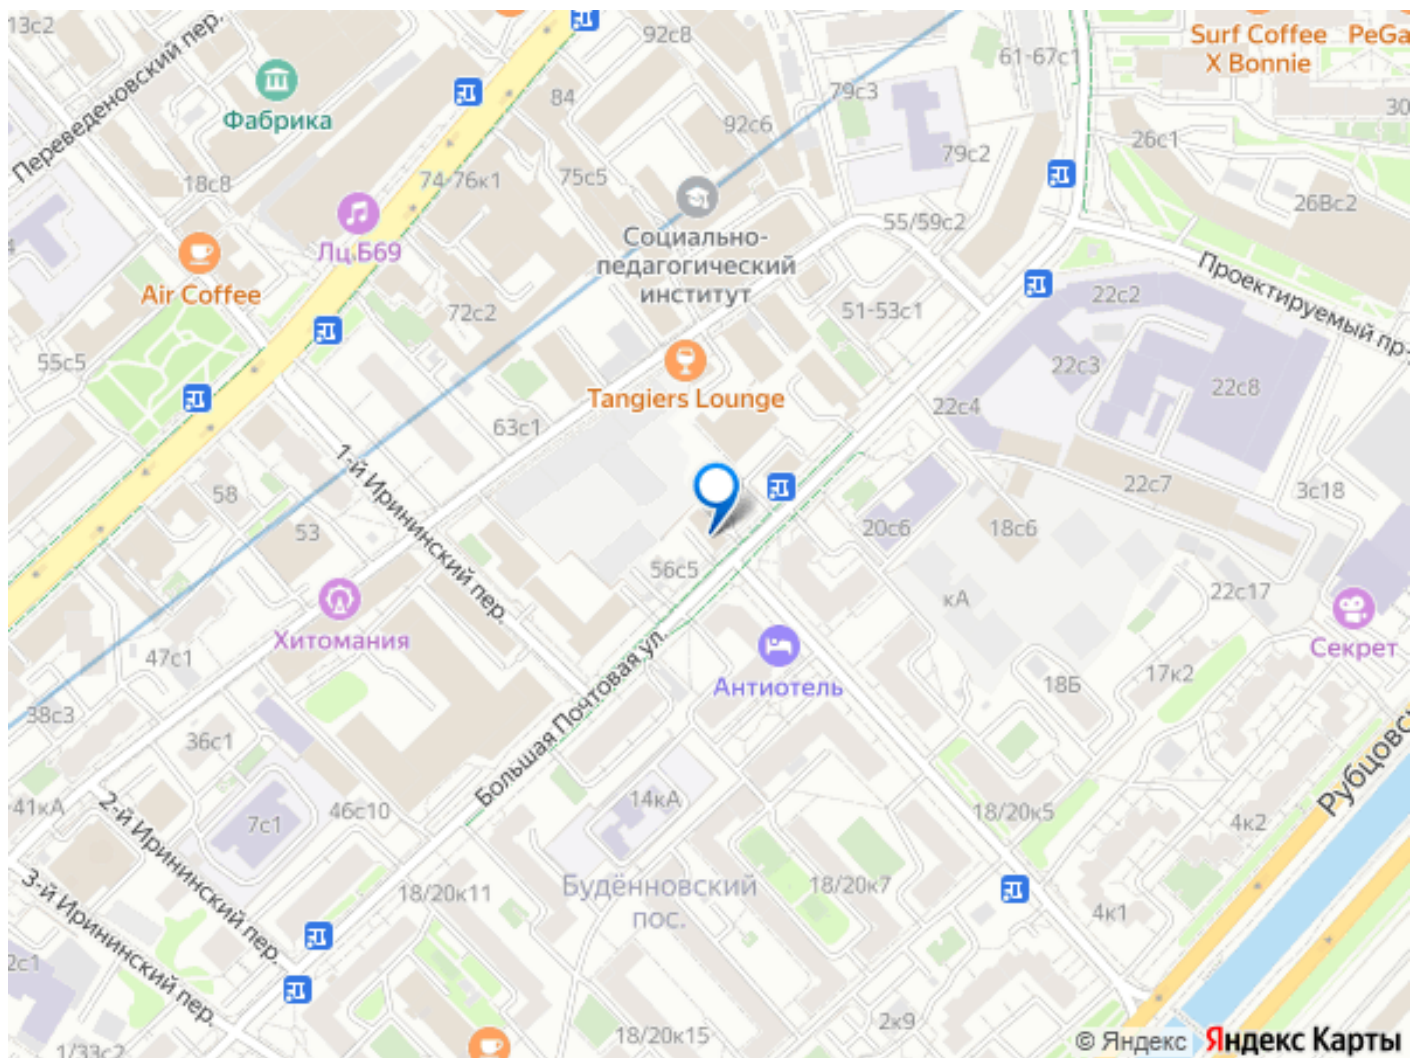 13с2
92с8
Surf Coffee
X Bonnie
PeGa
Переведеновский пер.
61-67с1
Фабрика
84
79с3
30
92с6
26с1
18с8
74-76к1
75с5
79с2
26Вс2
Лц Б69
Социально-
педагогический
институт
55/59с2
Проектируемый пр-
Air Coffee
72с2
51-53с1
22с2
55с5
22с3
22с8
Tangiers Lounge
22с4
63с1
1-й Ирининский пер.
58
22с7
3с18
53
20с6
18с6
56с5
кА
22с17
Хитомания
Секрет
47с1
Антиотель
17к2
18Б
38с3
36с1
Большая Почтовая ул.
Рубцовс
41кА
2-й Ирининский пер.
7с1
46с10
14кА
18/20к5
4к2
3-й Ирининский пер.
18/20к11
Будённовский
пос.
18/20к7
4к1
2с1
2к9
18/20к15
1/33с2
© Яндекс Яндекс Карты